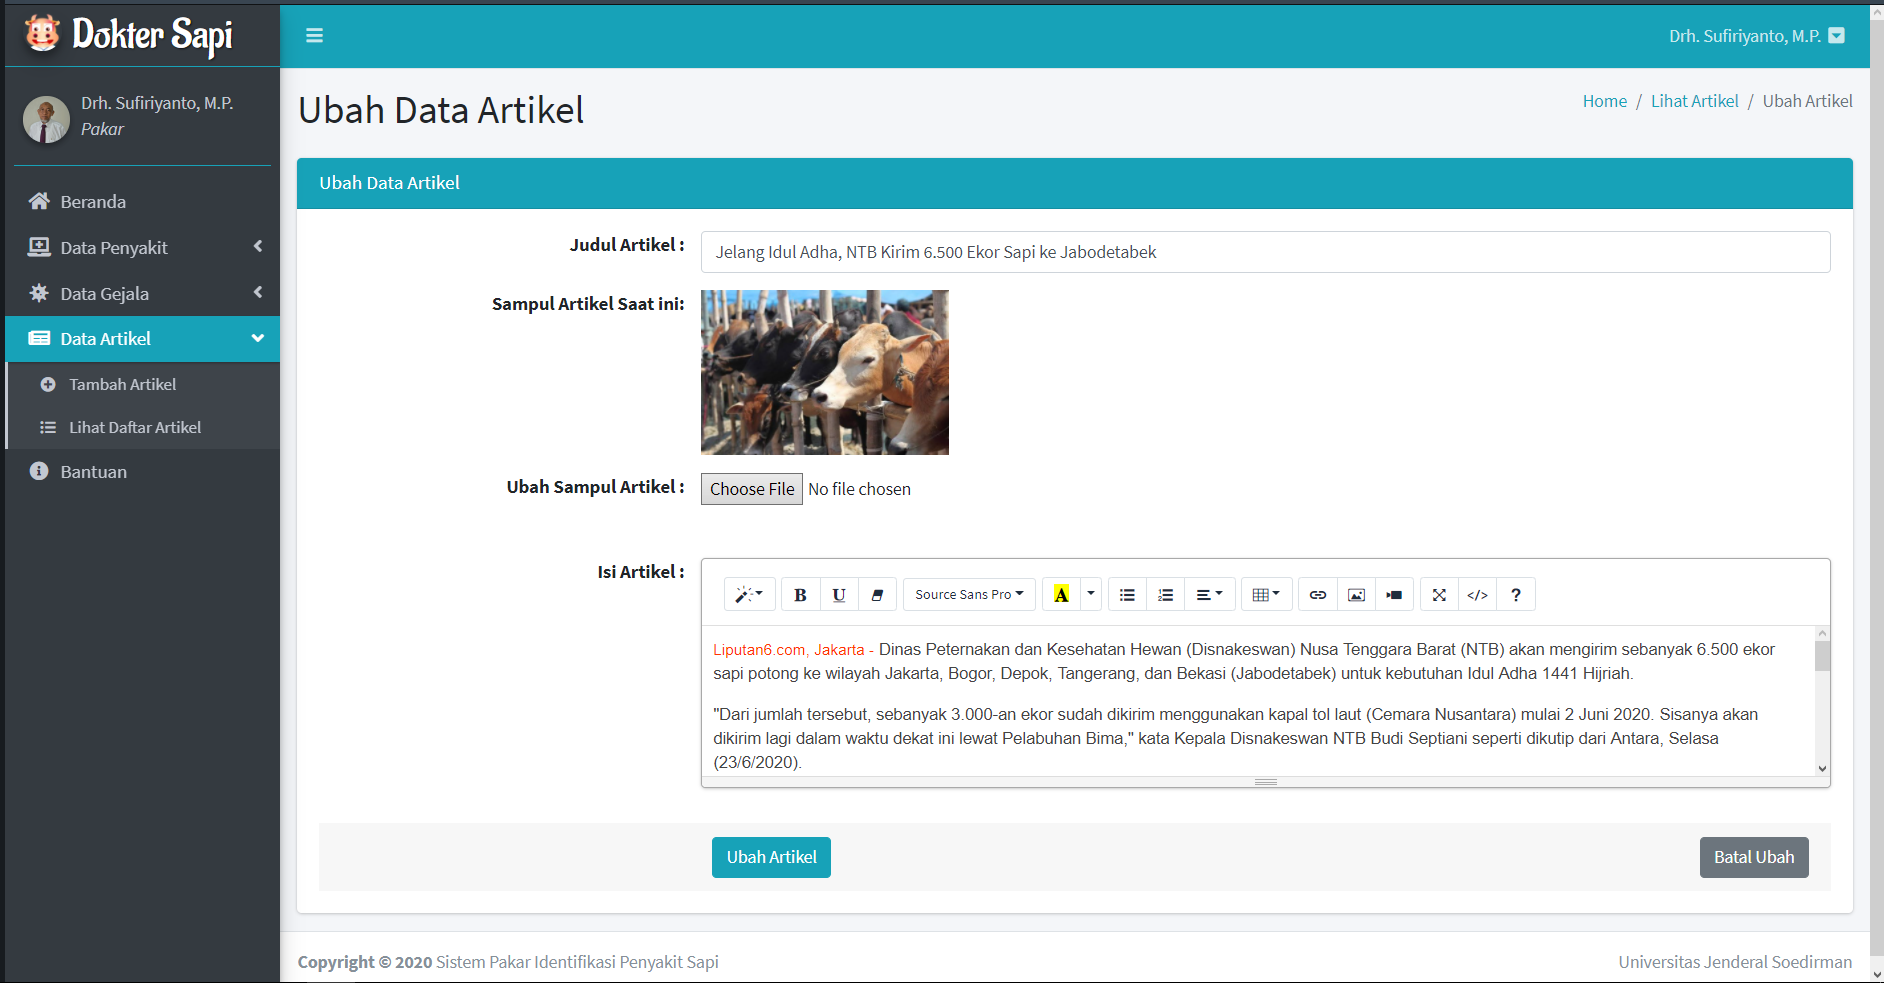 Dokter Sapi
Drh. Sufiriyanto, M.P.
Drh. Sufiriyanto, M.P.
Pakar
Beranda
Data Penyakit
Data Gejala
Data Artikel
Tambah Artikel
Lihat Daftar Artikel
Bantuan
Ubah Data Artikel
Home / Lihat Artikel / Ubah Artikel
Ubah Data Artikel
Judul Artikel :
Jelang Idul Adha, NTB Kirim 6.500 Ekor Sapi ke Jabodetabek
Sampul Artikel Saat ini:
Ubah Sampul Artikel :
Choose File No file chosen
Isi Artikel :
B U Source Sans Pro A </> ?
Liputan6.com, Jakarta - Dinas Peternakan dan Kesehatan Hewan (Disnakeswan) Nusa Tenggara Barat (NTB) akan mengirim sebanyak 6.500 ekor
sapi potong ke wilayah Jakarta, Bogor, Depok, Tangerang, dan Bekasi (Jabodetabek) untuk kebutuhan Idul Adha 1441 Hijriah.
"Dari jumlah tersebut, sebanyak 3.000-an ekor sudah dikirim menggunakan kapal tol laut (Cemara Nusantara) mulai 2 Juni 2020. Sisanya akan
dikirim lagi dalam waktu dekat ini lewat Pelabuhan Bima," kata Kepala Disnakeswan NTB Budi Septiani seperti dikutip dari Antara, Selasa
(23/6/2020).
Ubah Artikel
Batal Ubah
Copyright © 2020 Sistem Pakar Identifikasi Penyakit Sapi
Universitas Jenderal Soedirman